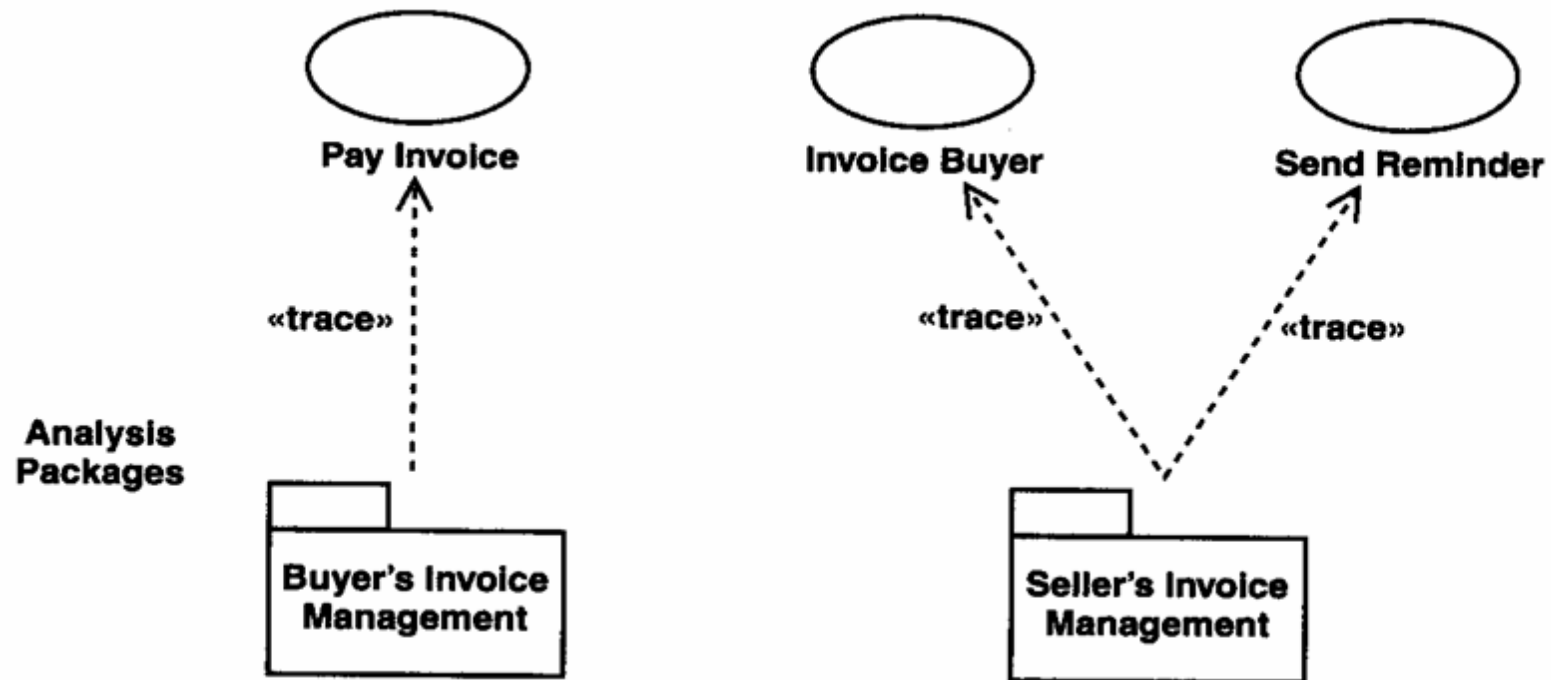 Pay Invoice
Invoice Buyer
Send Reminder
«trace»
«trace»
«trace»
Analysis
Packages
Buyer's Invoice
Management
Seller's Invoice
Management